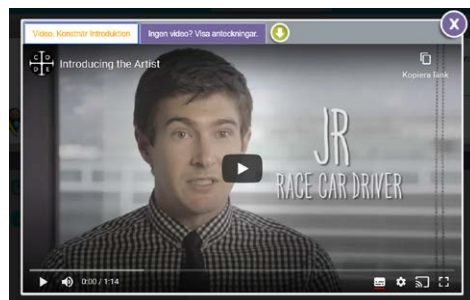 Video. Konstnär Introduktion
Ingen video? Visa anteckningar.
X
C O
D E
Introducing the Artist
Kopiera länk
JR
RACE CAR DRIVER
0:00 / 1:14